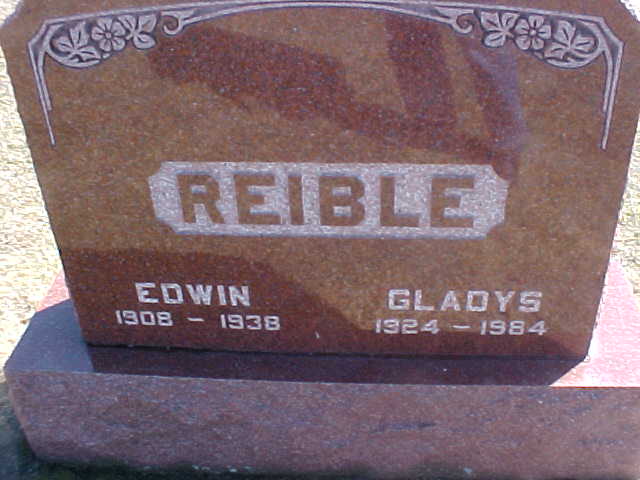 REIBLE
EDWIN
1908 - 1938
GLADYS
1924 - 1984